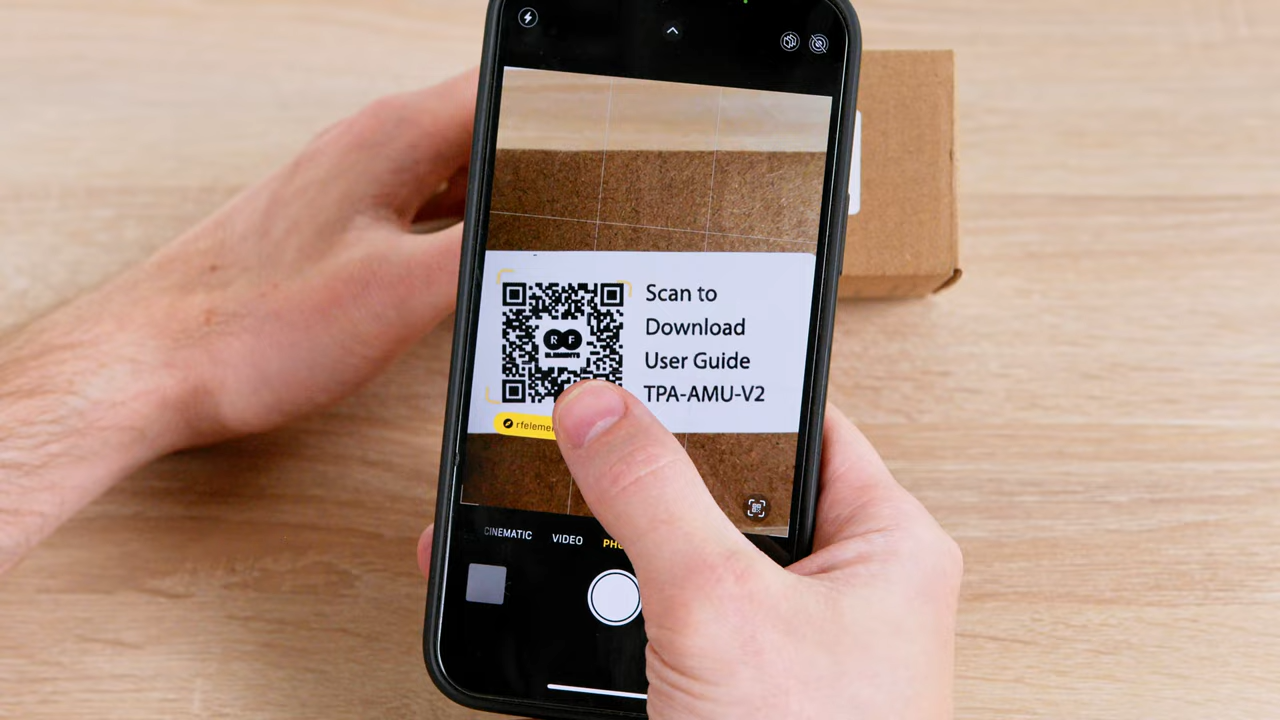 Scan to
Download
User Guide
TPA-AMU-V2
R F
ELEMENTS
CINEMATIC
VIDEO